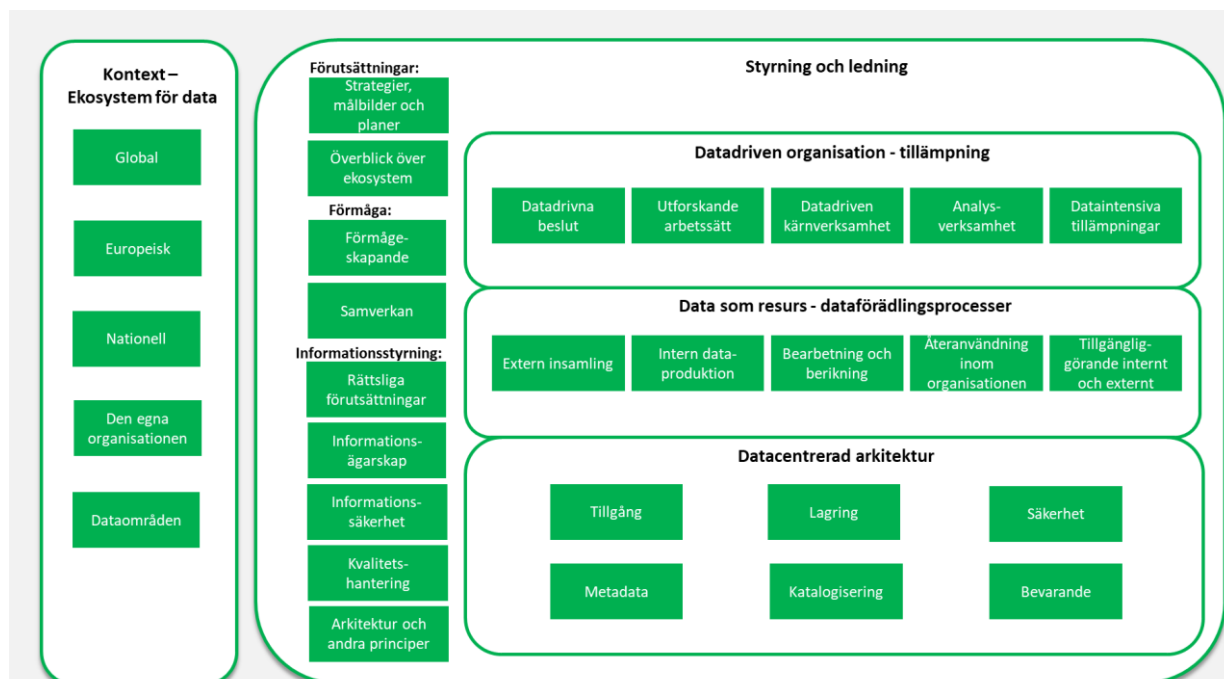 Kontext –
Ekosystem för data
Global
Europeisk
Nationell
Den egna
organisationen
Dataområden
Styrning och ledning
Förutsättningar:
Strategier,
målbilder och
planer
Överblick över
ekosystem
Förmåga:
Förmåge-
skapande
Samverkan
Informationsstyrning:
Rättsliga
förutsättningar
Informations-
ägarskap
Informations-
säkerhet
Kvalitets-
hantering
Arkitektur och
andra principer
Datadriven organisation - tillämpning
Datadrivna
beslut
Utforskande
arbetssätt
Datadriven
kärnverksamhet
Analys-
verksamhet
Dataintensiva
tillämpningar
Data som resurs - dataförädlingsprocesser
Extern insamling
Intern data-
produktion
Bearbetning och
berikning
Återanvändning
inom
organisationen
Tillgänglig-
görande internt
och externt
Datacentrerad arkitektur
Tillgång
Lagring
Säkerhet
Metadata
Katalogisering
Bevarande